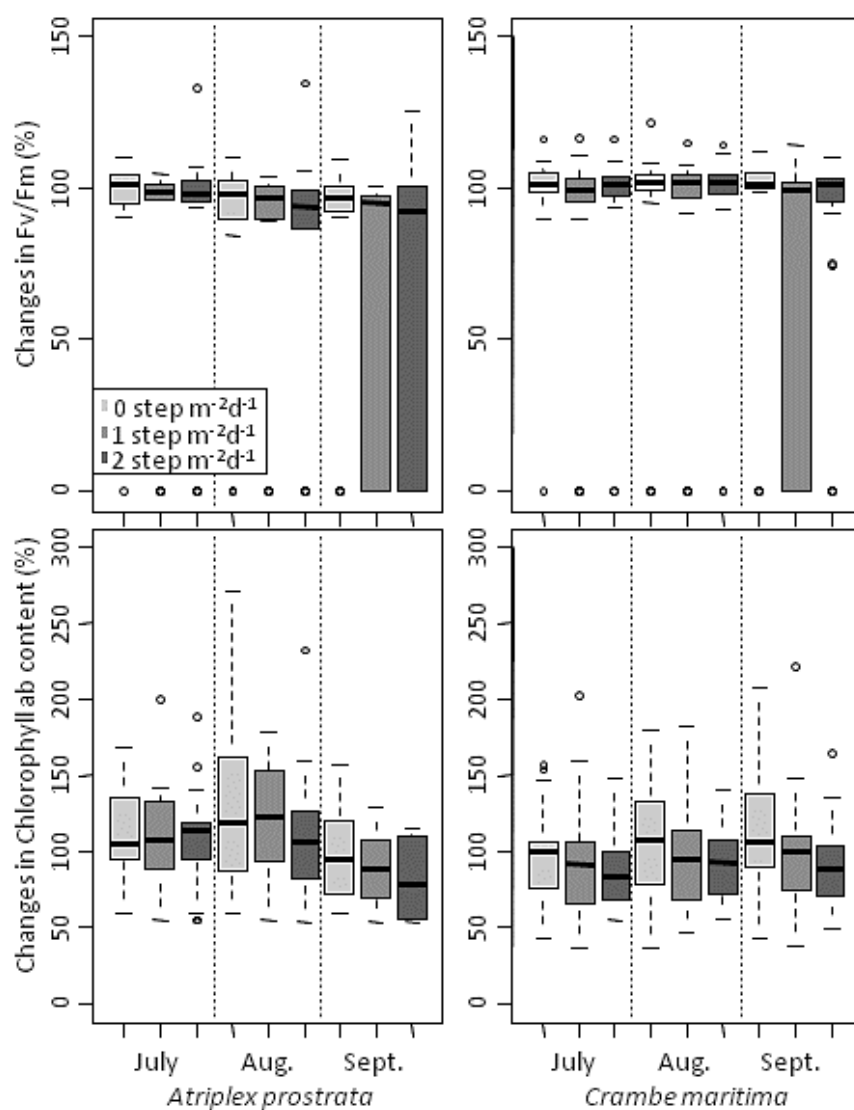 Changes in Fv/Fm (%)
150
100
50
0
0 step m⁻²d⁻¹
1 step m⁻²d⁻¹
2 step m⁻²d⁻¹
150
100
50
0
Changes in Chlorophyll ab content (%)
300
250
200
150
100
50
0
300
250
200
150
100
50
0
July Aug. Sept.
Atriplex prostrata
July Aug. Sept.
Crambe maritima